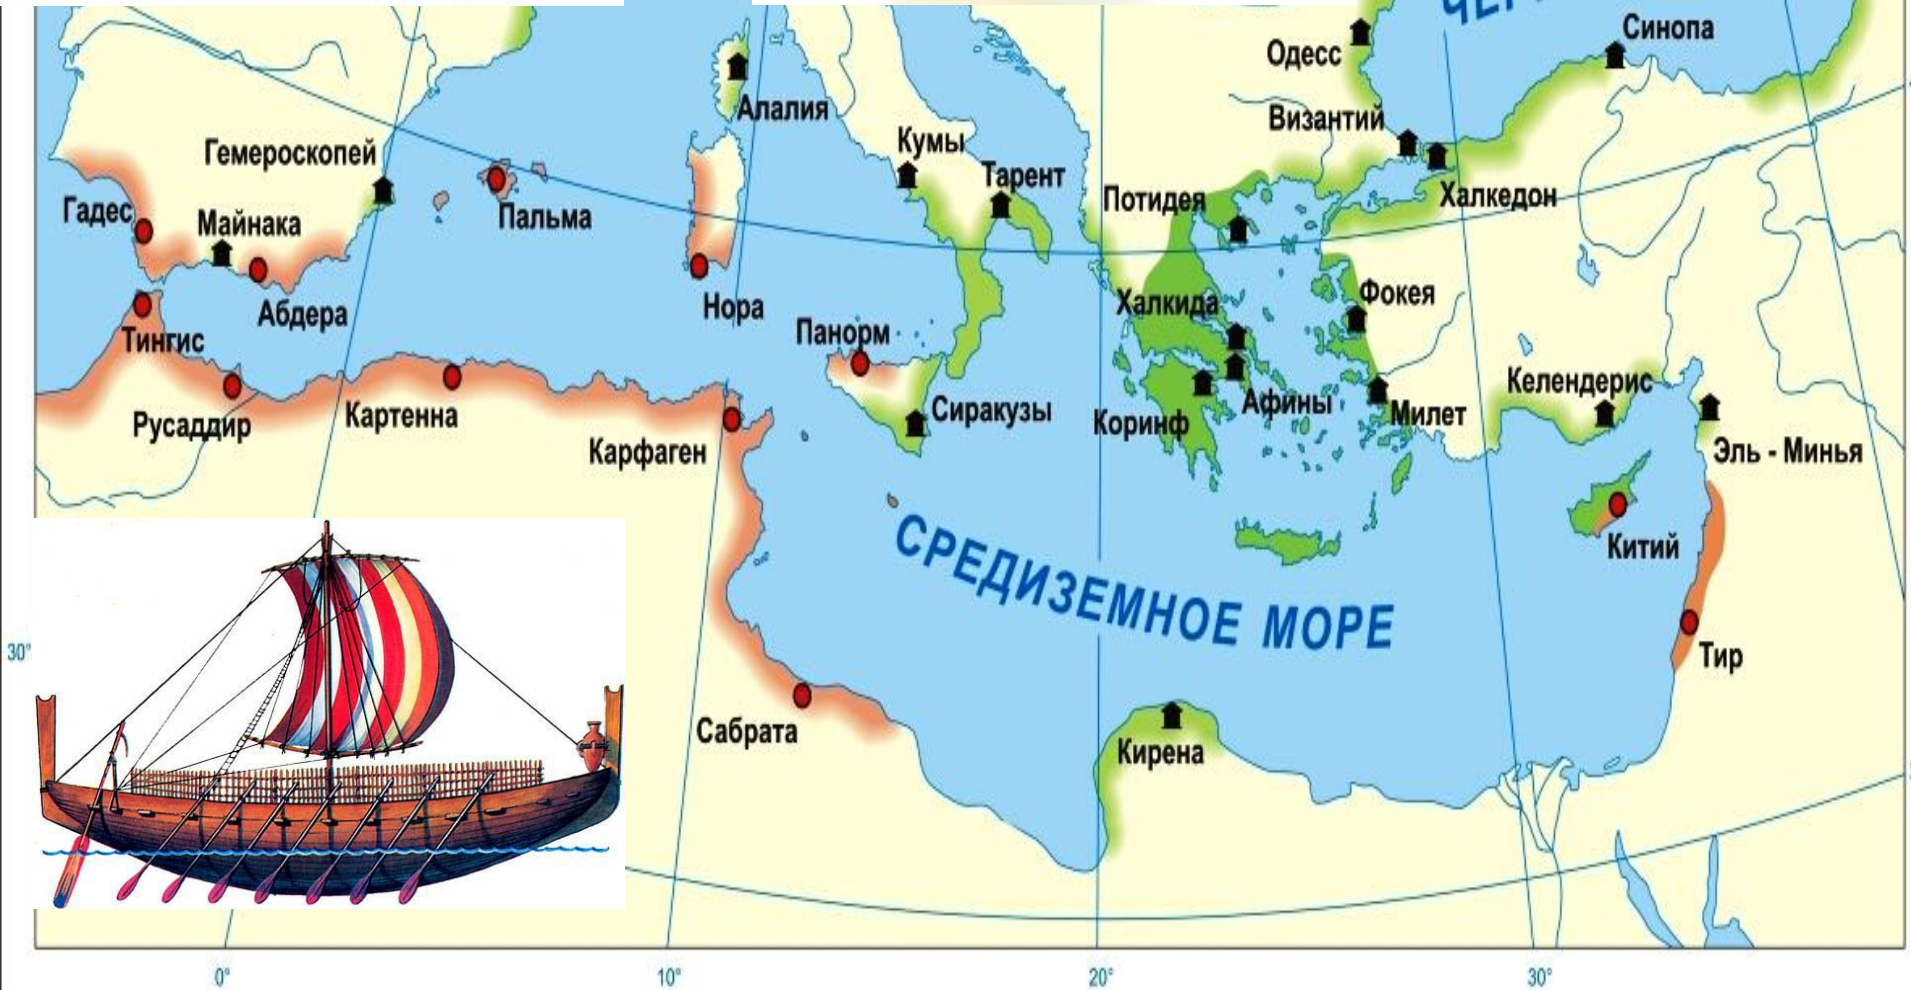 ЧЕР
Синопа
Одесс
Алалия
Византий
Кумы
Гемероскопей
Тарент
Потидея
Халкедон
Гадес
Майнака
Пальма
Нора
Фокея
Халкида
Абдера
Панорм
Тингис
Келендерис
Сиракузы
Афины
Милет
Коринф
Картенна
Русаддир
Карфаген
Эль - Минья
СРЕДИЗЕМНОЕ МОРЕ
Китий
30°
Тир
Сабрата
Кирена
0°
10°
20°
30°